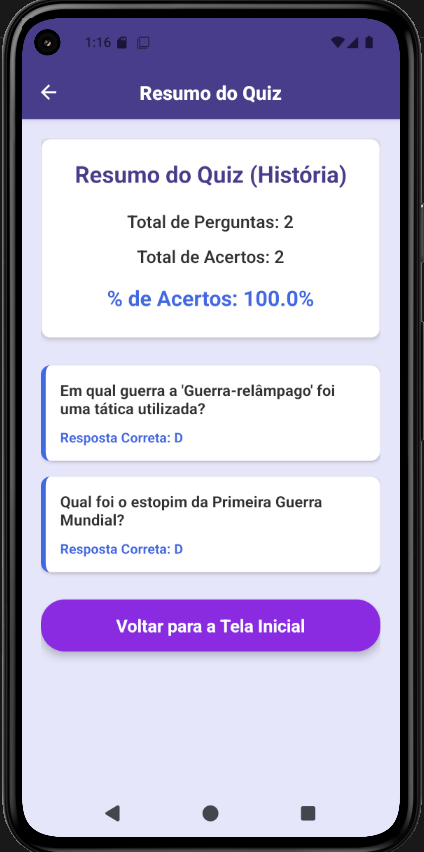 1:16
Resumo do Quiz
Resumo do Quiz (História)
Total de Perguntas: 2
Total de Acertos: 2
% de Acertos: 100.0%
Em qual guerra a 'Guerra-relâmpago' foi
uma tática utilizada?
Resposta Correta: D
Qual foi o estopim da Primeira Guerra
Mundial?
Resposta Correta: D
Voltar para a Tela Inicial